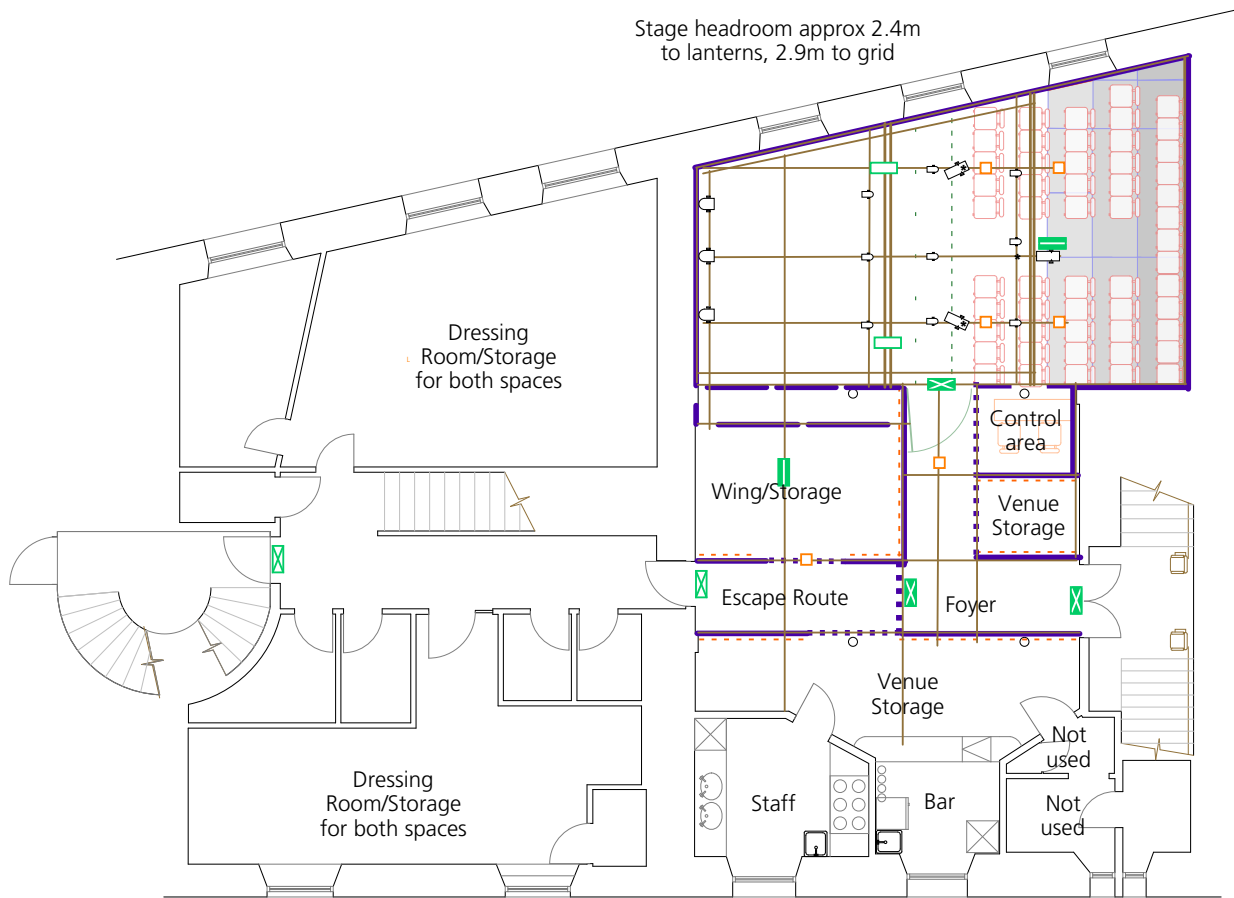 Stage headroom approx 2.4m
to lanterns, 2.9m to grid
Dressing
Room/Storage
for both spaces
Control
area
Wing/Storage
Venue
Storage
Escape Route
Foyer
Venue
Storage
Not
used
Dressing
Room/Storage
for both spaces
Staff
Bar
Not
used